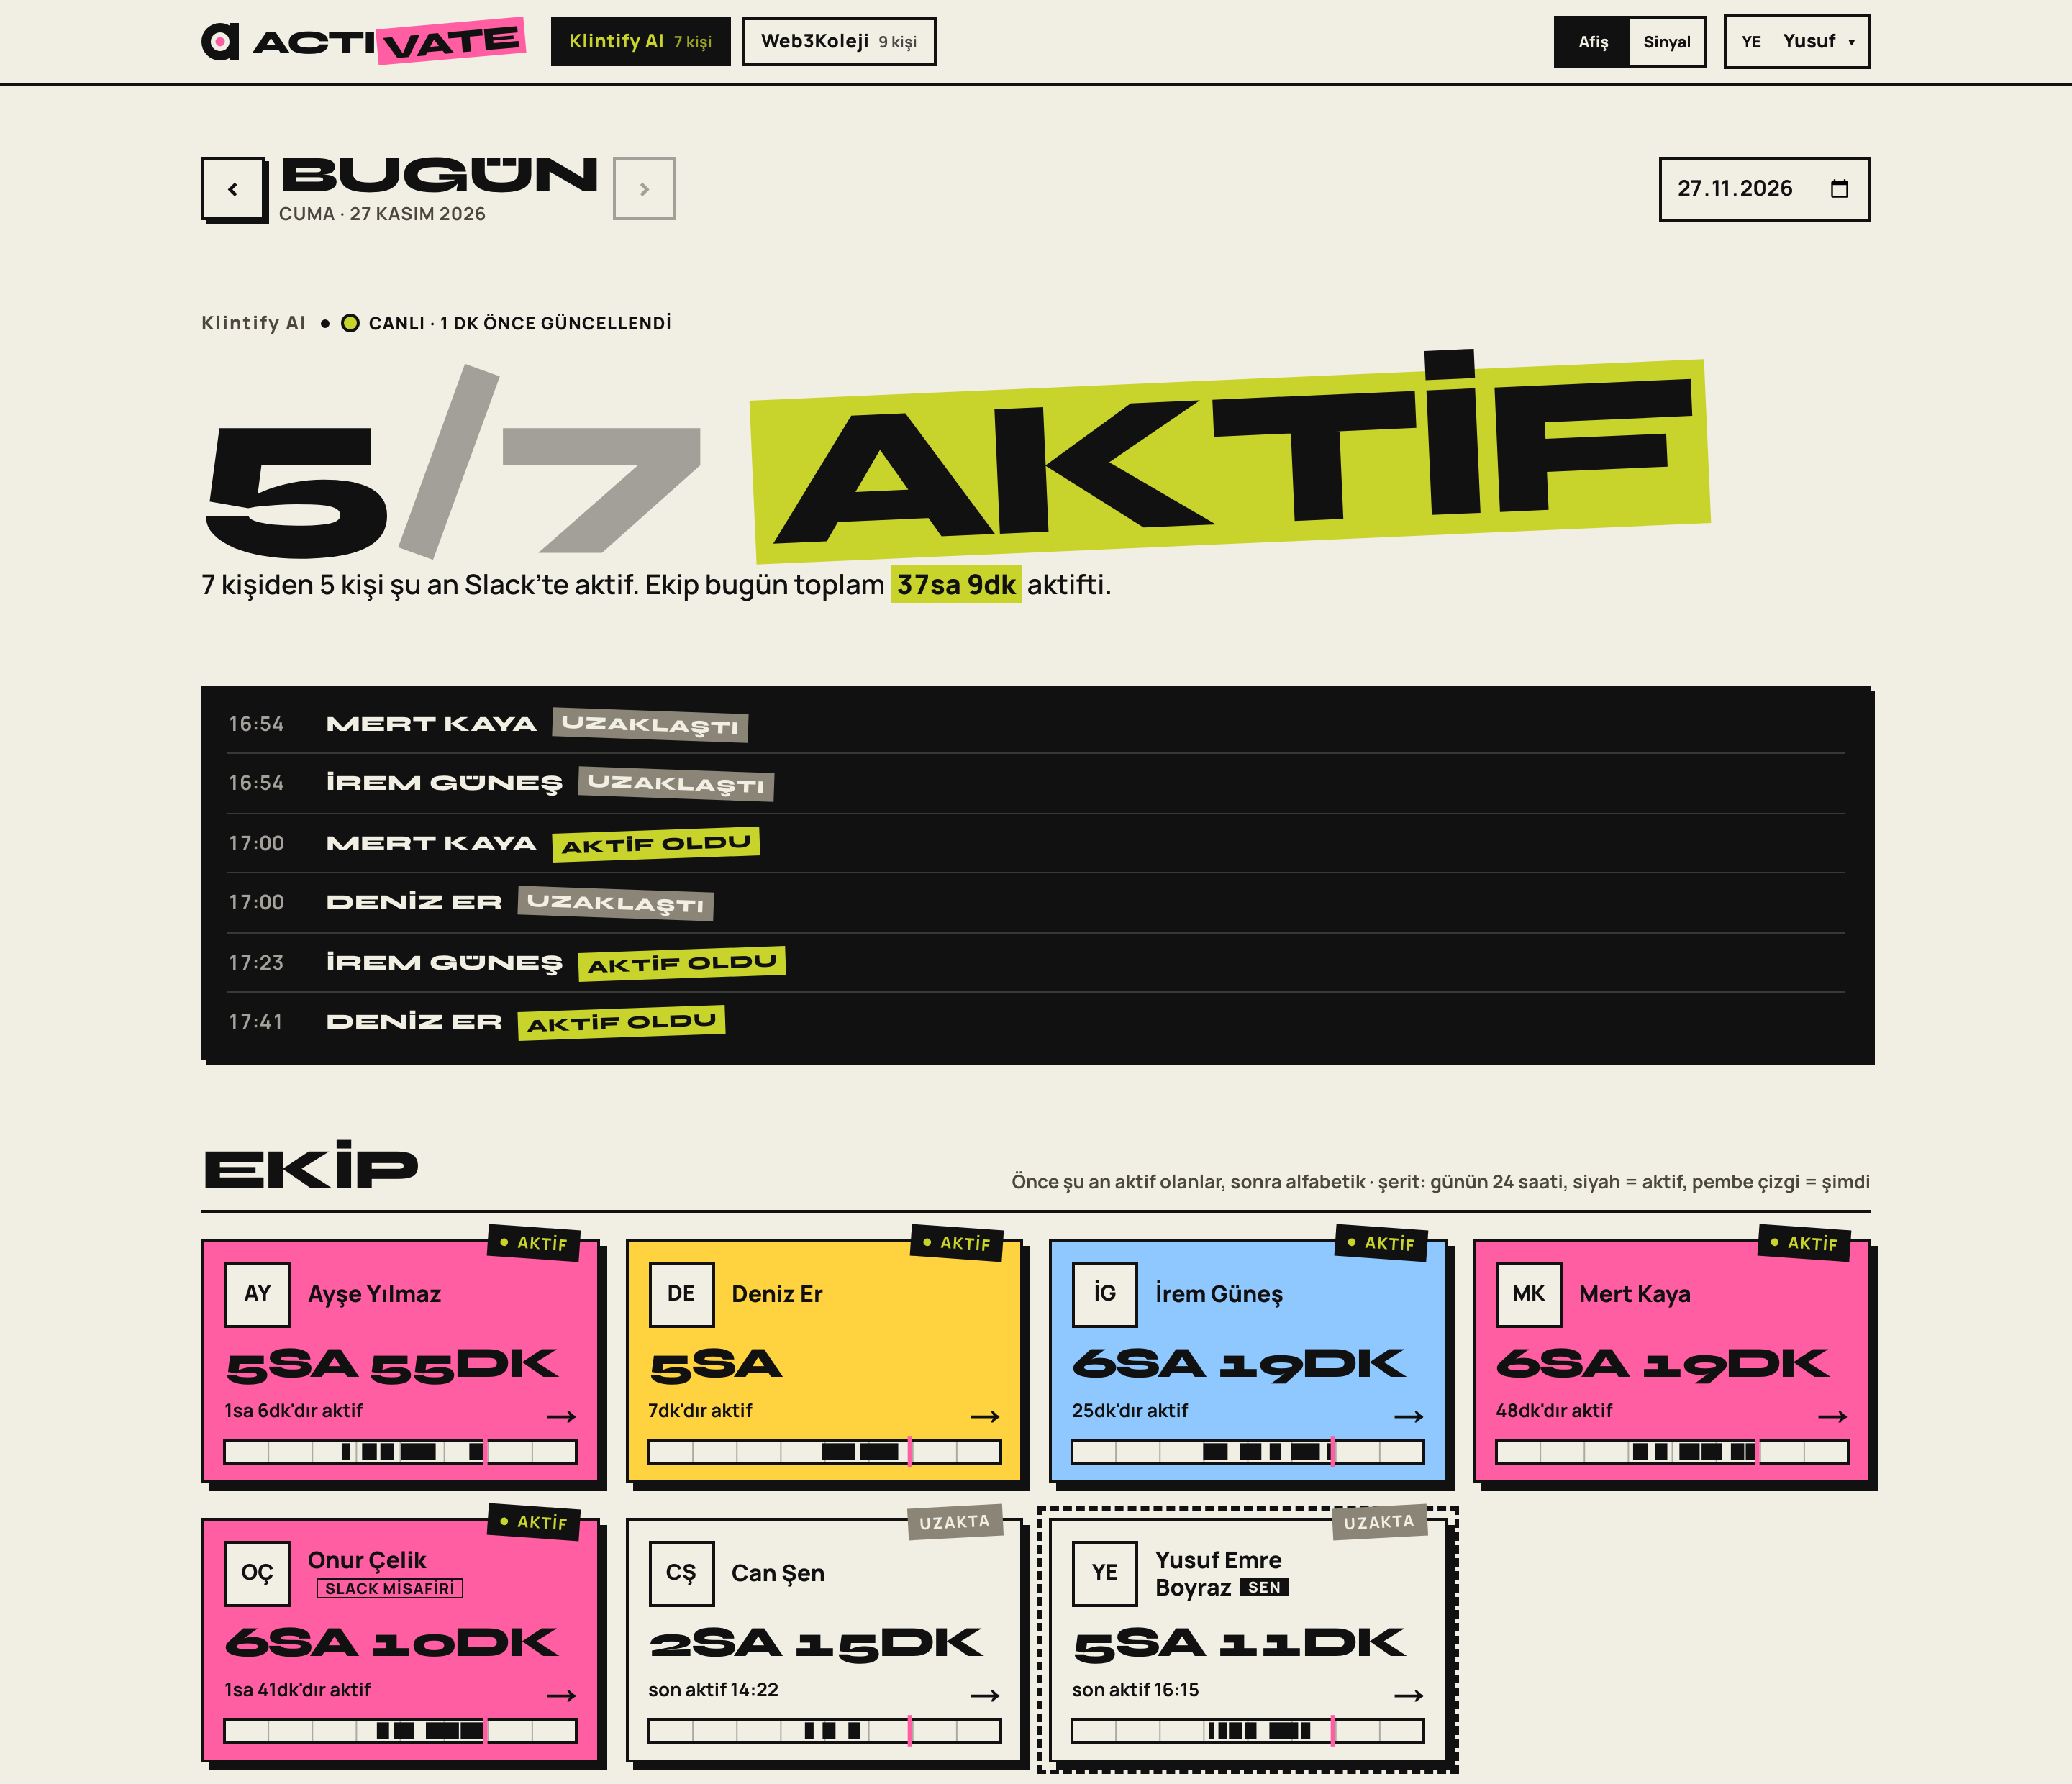 ACTIVATE Klintify AI 7 kişi Web3Koleji 9 kişi Afiş Sinyal YE Yusuf ▾
‹ BUGÜN ›
CUMA · 27 KASIM 2026
27.11.2026
Klintify AI • CANLI · 1 DK ÖNCE GÜNCELLENDİ
5/7 AKTİF
7 kişiden 5 kişi şu an Slack’te aktif. Ekip bugün toplam 37sa 9dk aktifti.
16:54 MERT KAYA UZAKLAŞTI
16:54 İREM GÜNEŞ UZAKLAŞTI
17:00 MERT KAYA AKTİF OLDU
17:00 DENİZ ER UZAKLAŞTI
17:23 İREM GÜNEŞ AKTİF OLDU
17:41 DENİZ ER AKTİF OLDU
EKİP
Önce şu an aktif olanlar, sonra alfabetik · şerit: günün 24 saati, siyah = aktif, pembe çizgi = şimdi
AKTİF
AY Ayşe Yılmaz
5SA 55DK
1sa 6dk'dır aktif →
AKTİF
DE Deniz Er
5SA
7dk'dır aktif →
AKTİF
İG İrem Güneş
6SA 19DK
25dk'dır aktif →
AKTİF
MK Mert Kaya
6SA 19DK
48dk'dır aktif →
AKTİF
OÇ Onur Çelik
SLACK MİSAFİRİ
6SA 10DK
1sa 41dk'dır aktif →
UZAKTA
CŞ Can Şen
2SA 15DK
son aktif 14:22 →
UZAKTA
YE Yusuf Emre
Boyraz SEN
5SA 11DK
son aktif 16:15 →